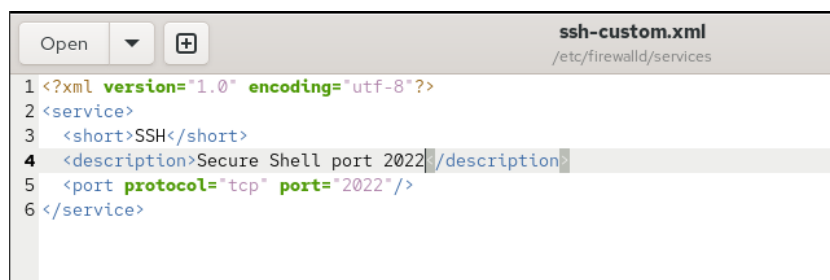 Open
ssh-custom.xml
/etc/firewalld/services
1 <?xml version="1.0" encoding="utf-8"?>
2 <service>
3   <short>SSH</short>
4   <description>Secure Shell port 2022</description>
5   <port protocol="tcp" port="2022"/>
6 </service>